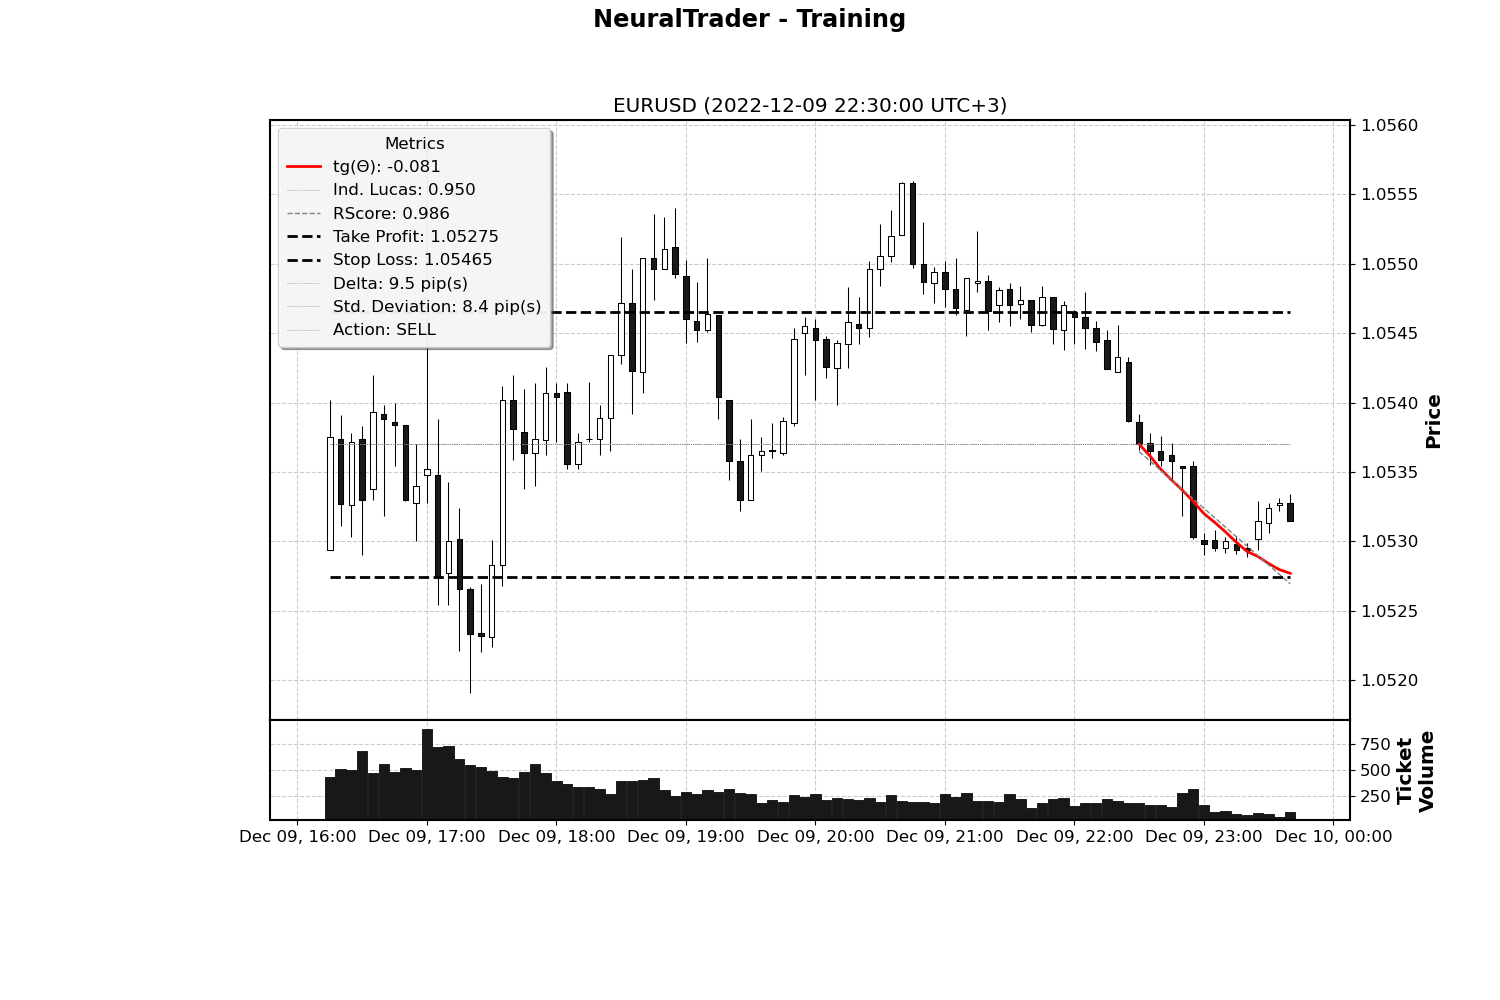 NeuralTrader - Training
EURUSD (2022-12-09 22:30:00 UTC+3)
Metrics
tg(Θ): -0.081
Ind. Lucas: 0.950
RScore: 0.986
Take Profit: 1.05275
Stop Loss: 1.05465
Delta: 9.5 pip(s)
Std. Deviation: 8.4 pip(s)
Action: SELL
1.0560
1.0555
1.0550
1.0545
1.0540
1.0535
1.0530
1.0525
1.0520
Price
750
500
250
Ticket
Volume
Dec 09, 16:00 Dec 09, 17:00 Dec 09, 18:00 Dec 09, 19:00 Dec 09, 20:00 Dec 09, 21:00 Dec 09, 22:00 Dec 09, 23:00 Dec 10, 00:00